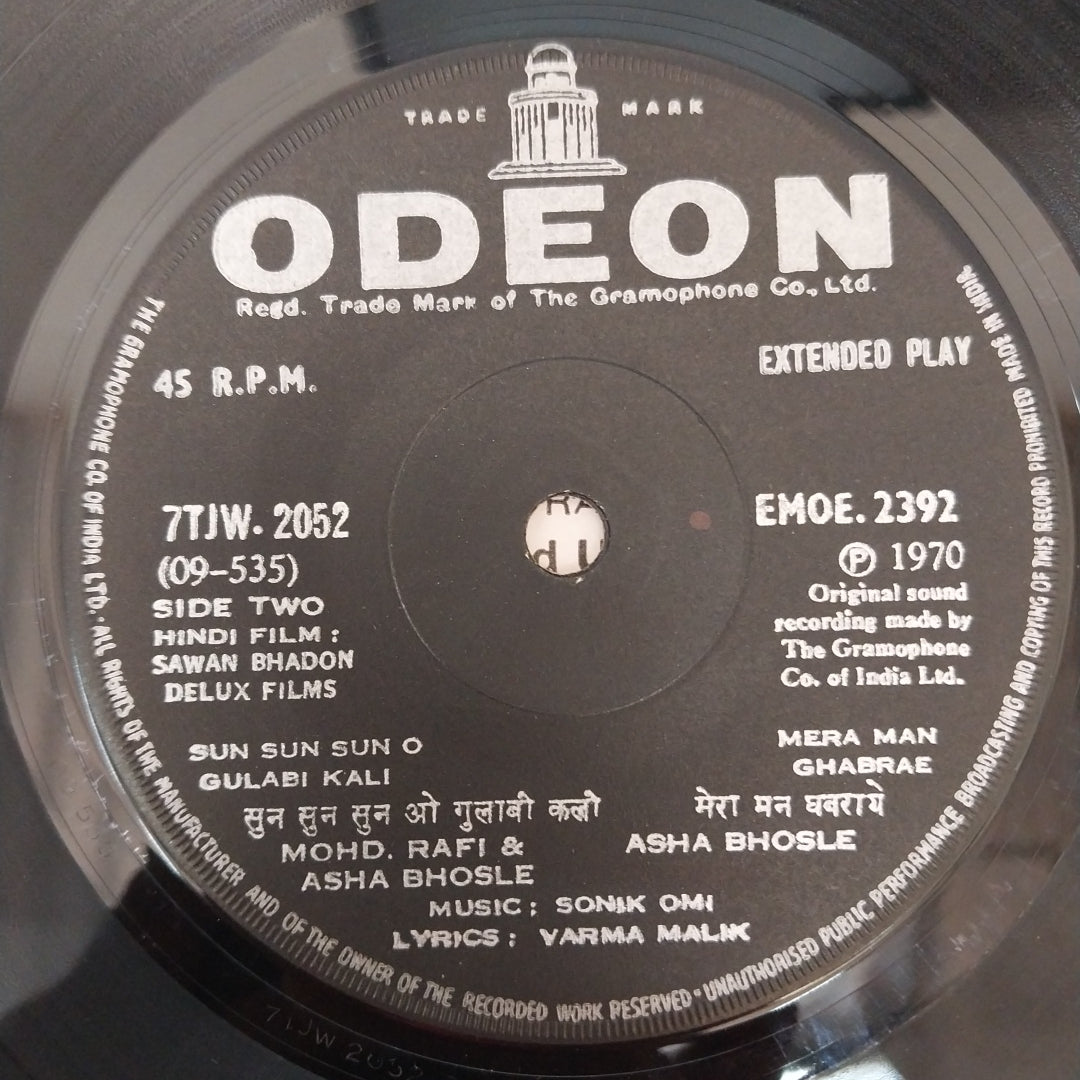 TRADE MARK
ODEON
Regd. Trade Mark of The Gramophone Co., Ltd.
45 R.P.M.
EXTENDED PLAY
7TJW. 2052
(09-535)
SIDE TWO
HINDI FILM :
SAWAN BHADON
DELUX FILMS
EMOE. 2392
Ⓟ 1970
Original sound
recording made by
The Gramophone
Co. of India Ltd.
SUN SUN SUN O
GULABI KALI
सुन सुन सुन ओ गुलाबी कली
MOHD. RAFI &
ASHA BHOSLE
MERA MAN
GHABRAE
मेरा मन घबराये
ASHA BHOSLE
MUSIC : SONIK OMI
LYRICS : VARMA MALIK
THE GRAMOPHONE CO. OF INDIA LTD. · ALL RIGHTS OF THE MANUFACTURER AND OF THE OWNER OF THE RECORDED WORK RESERVED · UNAUTHORISED PUBLIC PERFORMANCE BROADCASTING AND COPYING OF THIS RECORD PROHIBITED MADE IN INDIA
RA
7TJW 2052